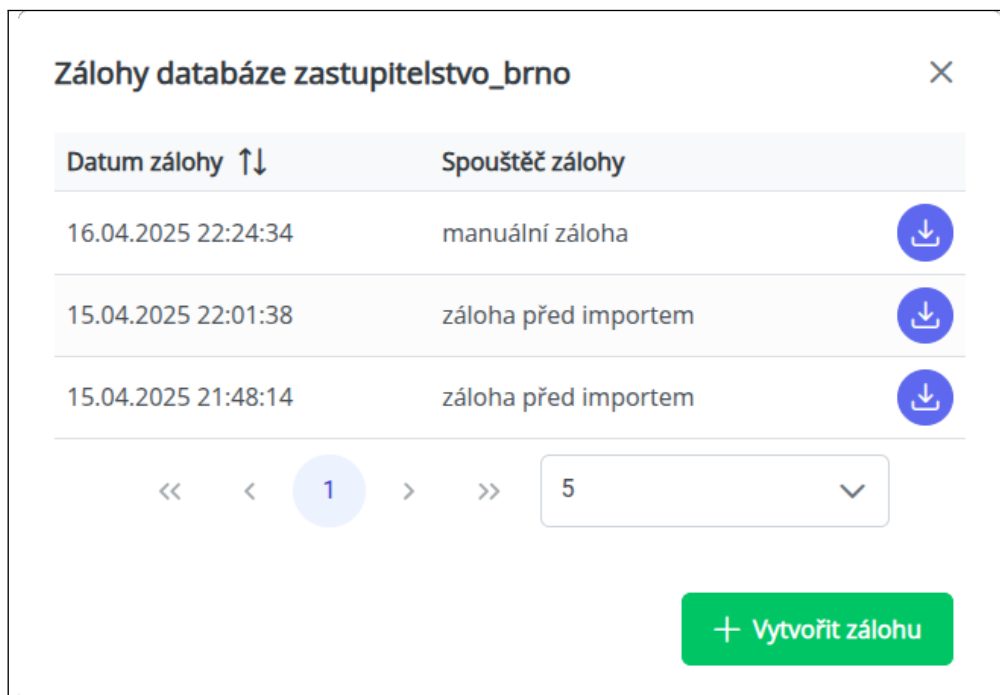 Zálohy databáze zastupitelstvo_brno
Datum zálohy Spouštěč zálohy
16.04.2025 22:24:34 manuální záloha
15.04.2025 22:01:38 záloha před importem
15.04.2025 21:48:14 záloha před importem
<< < 1 > >> 5
+ Vytvořit zálohu